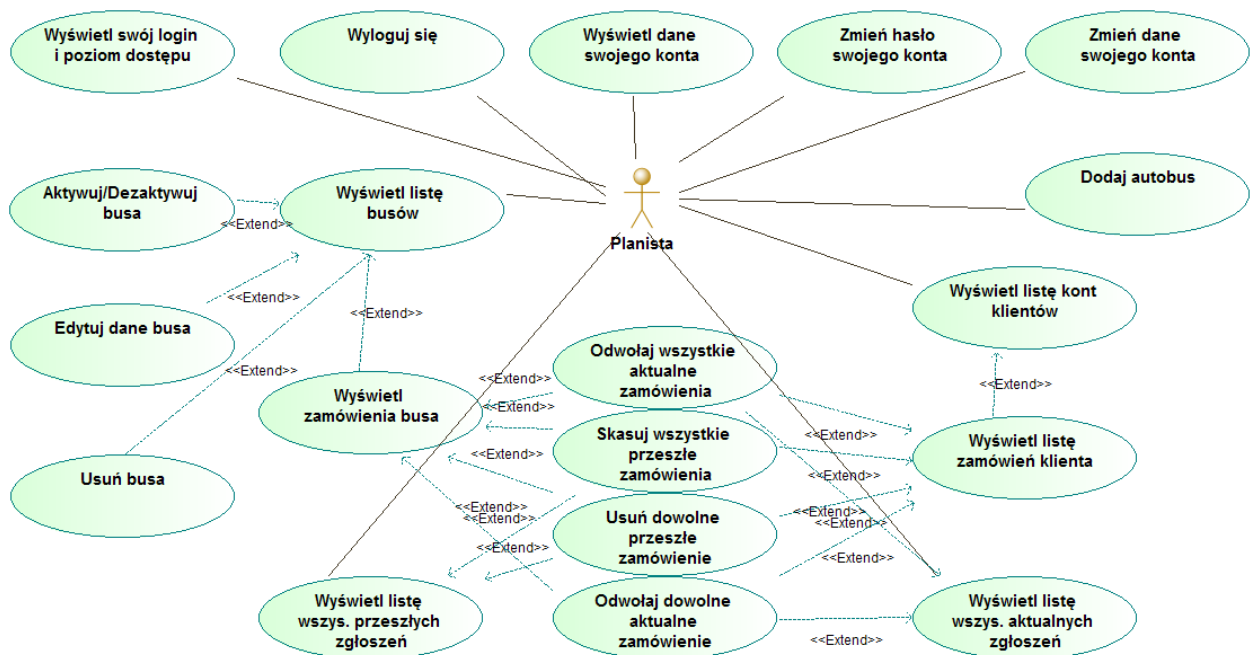 Wyświetl swój login
i poziom dostępu
Wyloguj się
Wyświetl dane
swojego konta
Zmień hasło
swojego konta
Zmień dane
swojego konta
Aktywuj/Dezaktywuj
busa
<<Extend>>
Wyświetl listę
busów
Planista
Dodaj autobus
Edytuj dane busa
<<Extend>>
<<Extend>>
<<Extend>>
Wyświetl listę kont
klientów
<<Extend>>
Wyświetl
zamówienia busa
<<Extend>>
<<Extend>>
Odwołaj wszystkie
aktualne
zamówienia
<<Extend>>
Usuń busa
<<Extend>>
Skasuj wszystkie
przeszłe
zamówienia
<<Extend>>
Wyświetl listę
zamówień klienta
<<Extend>>
<<Extend>>
<<Extend>>
Usuń dowolne
przeszłe
zamówienie
<<Extend>>
<<Extend>>
Wyświetl listę
wszys. przeszłych
zgłoszeń
Odwołaj dowolne
aktualne
zamówienie
<<Extend>>
Wyświetl listę
wszys. aktualnych
zgłoszeń